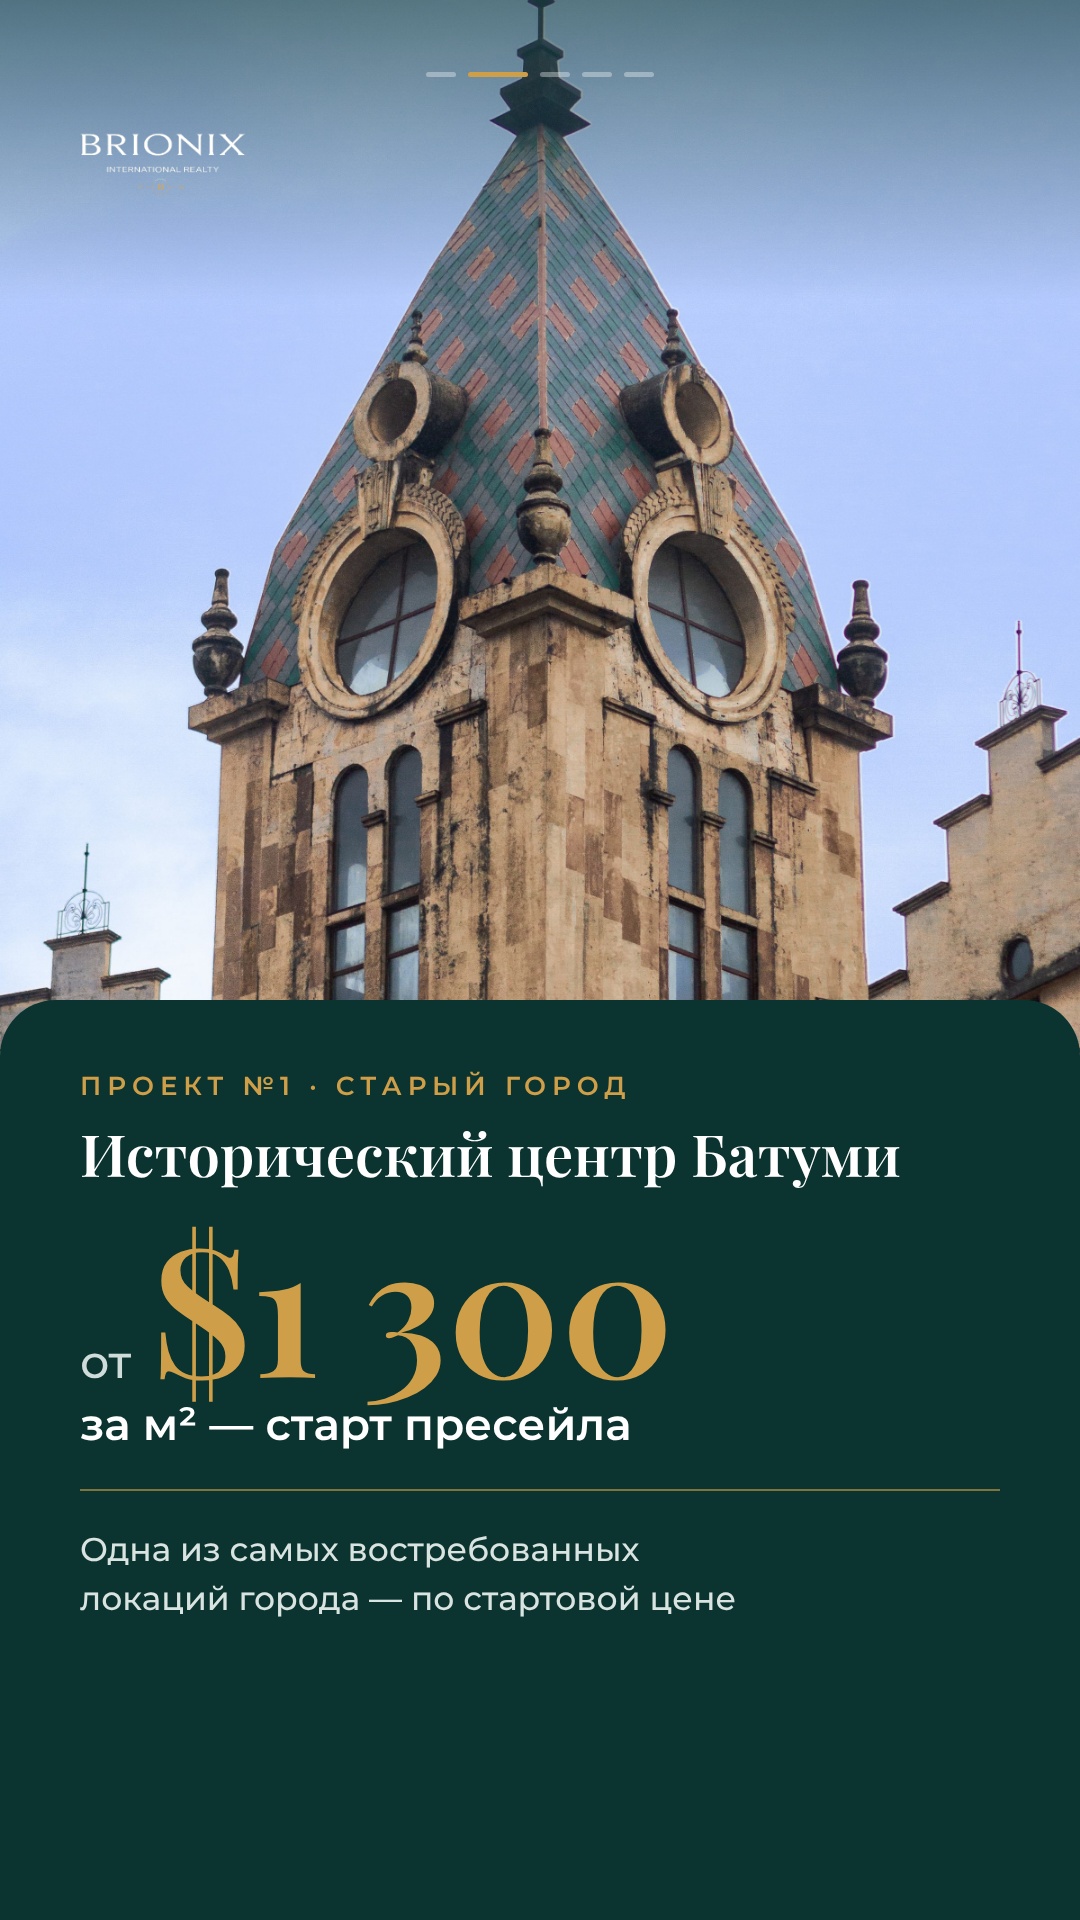 BRIONIX
INTERNATIONAL REALTY
ПРОЕКТ №1 · СТАРЫЙ ГОРОД
Исторический центр Батуми
от $1 300
за м² — старт пресейла
Одна из самых востребованных
локаций города — по стартовой цене